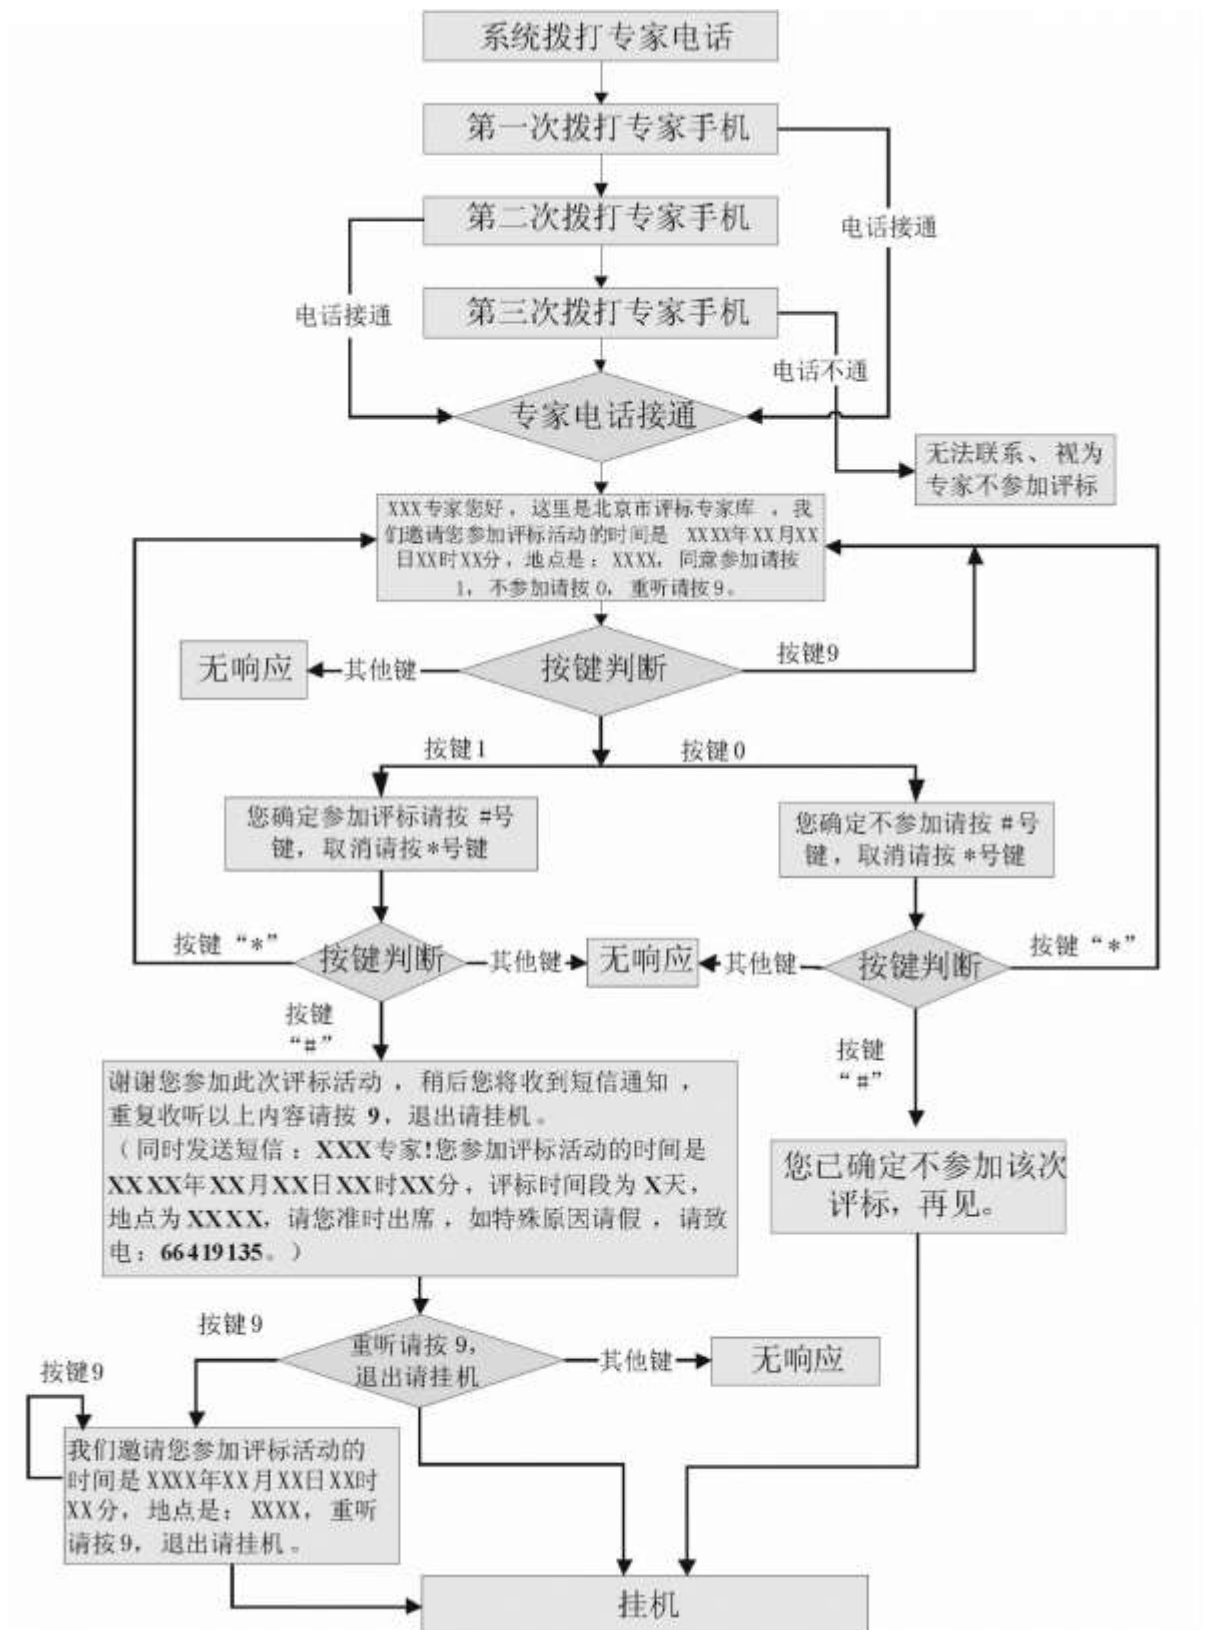 系统拨打专家电话
第一次拨打专家手机
第二次拨打专家手机
电话接通
电话接通
第三次拨打专家手机
电话不通
专家电话接通
无法联系、视为
专家不参加评标
XXX专家您好，这里是北京市评标专家库，我
们邀请您参加评标活动的时间是 XXXX年XX月XX
日XX时XX分，地点是：XXXX，同意参加请按
1，不参加请按0，重听请按9。
无响应
其他键
按键判断
按键9
按键1
按键0
您确定参加评标请按 #号
键，取消请按*号键
您确定不参加请按 #号
键，取消请按*号键
按键“*”
按键判断
其他键
无响应
其他键
按键判断
按键“*”
按键
“#”
按键
“#”
谢谢您参加此次评标活动，稍后您将收到短信通知，
重复收听以上内容请按 9，退出请挂机。
（同时发送短信：XXX专家!您参加评标活动的时间是
XXXX年XX月XX日XX时XX分，评标时间段为X天，
地点为XXXX，请您准时出席，如特殊原因请假，请致
电：66419135。）
您已确定不参加该次
评标，再见。
按键9
重听请按9，
退出请挂机
其他键
无响应
按键9
我们邀请您参加评标活动的
时间是XXXX年XX月XX日XX时
XX分，地点是：XXXX，重听
请按9，退出请挂机。
挂机